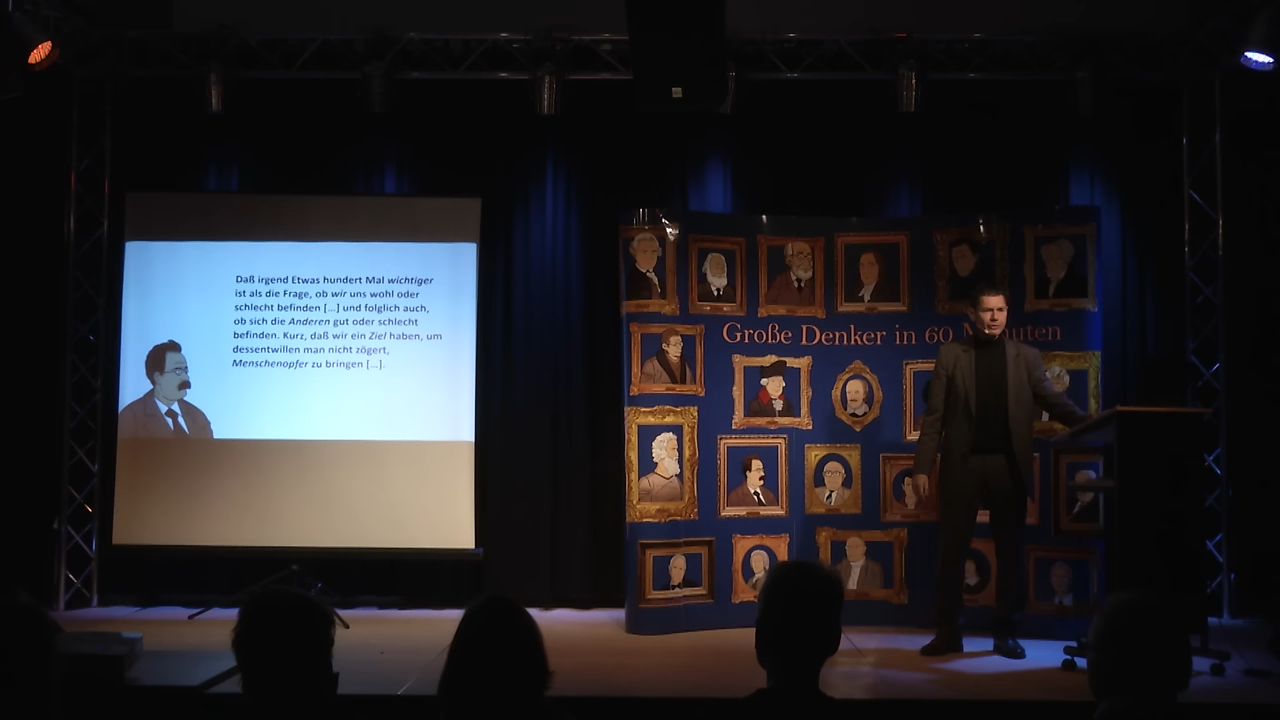 Daß irgend Etwas hundert Mal wichtiger
ist als die Frage, ob wir uns wohl oder
schlecht befinden [...] und folglich auch,
ob sich die Anderen gut oder schlecht
befinden. Kurz, daß wir ein Ziel haben, um
dessentwillen man nicht zögert,
Menschenopfer zu bringen [...].
Große Denker in 60 Minuten